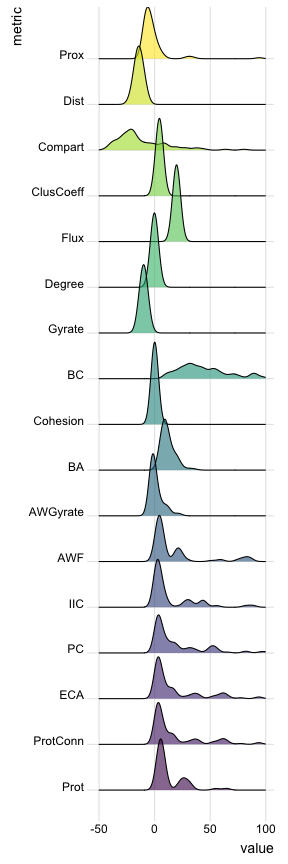 metric
Prox
Dist
Compart
ClusCoeff
Flux
Degree
Gyrate
BC
Cohesion
BA
AWGyrate
AWF
IIC
PC
ECA
ProtConn
Prot
-50 0 50 100
value